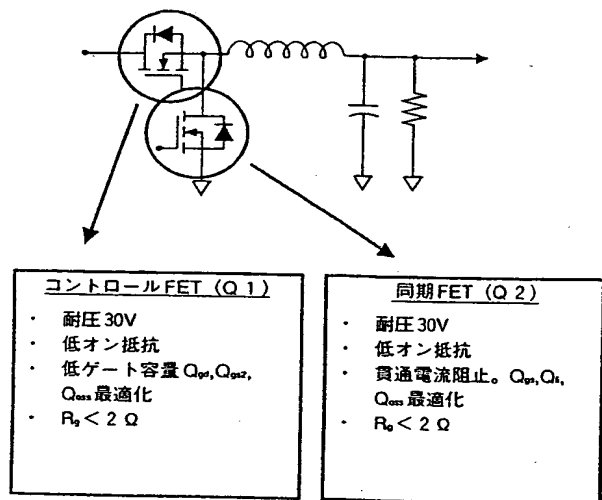 コントロールFET（Q1）
・ 耐圧30V
・ 低オン抵抗
・ 低ゲート容量Qgd,Qgs2,
Qoss最適化
・ Rg＜2Ω
同期FET（Q2）
・ 耐圧30V
・ 低オン抵抗
・ 貫通電流阻止。
Qoss最適化
・ Rg＜2Ω